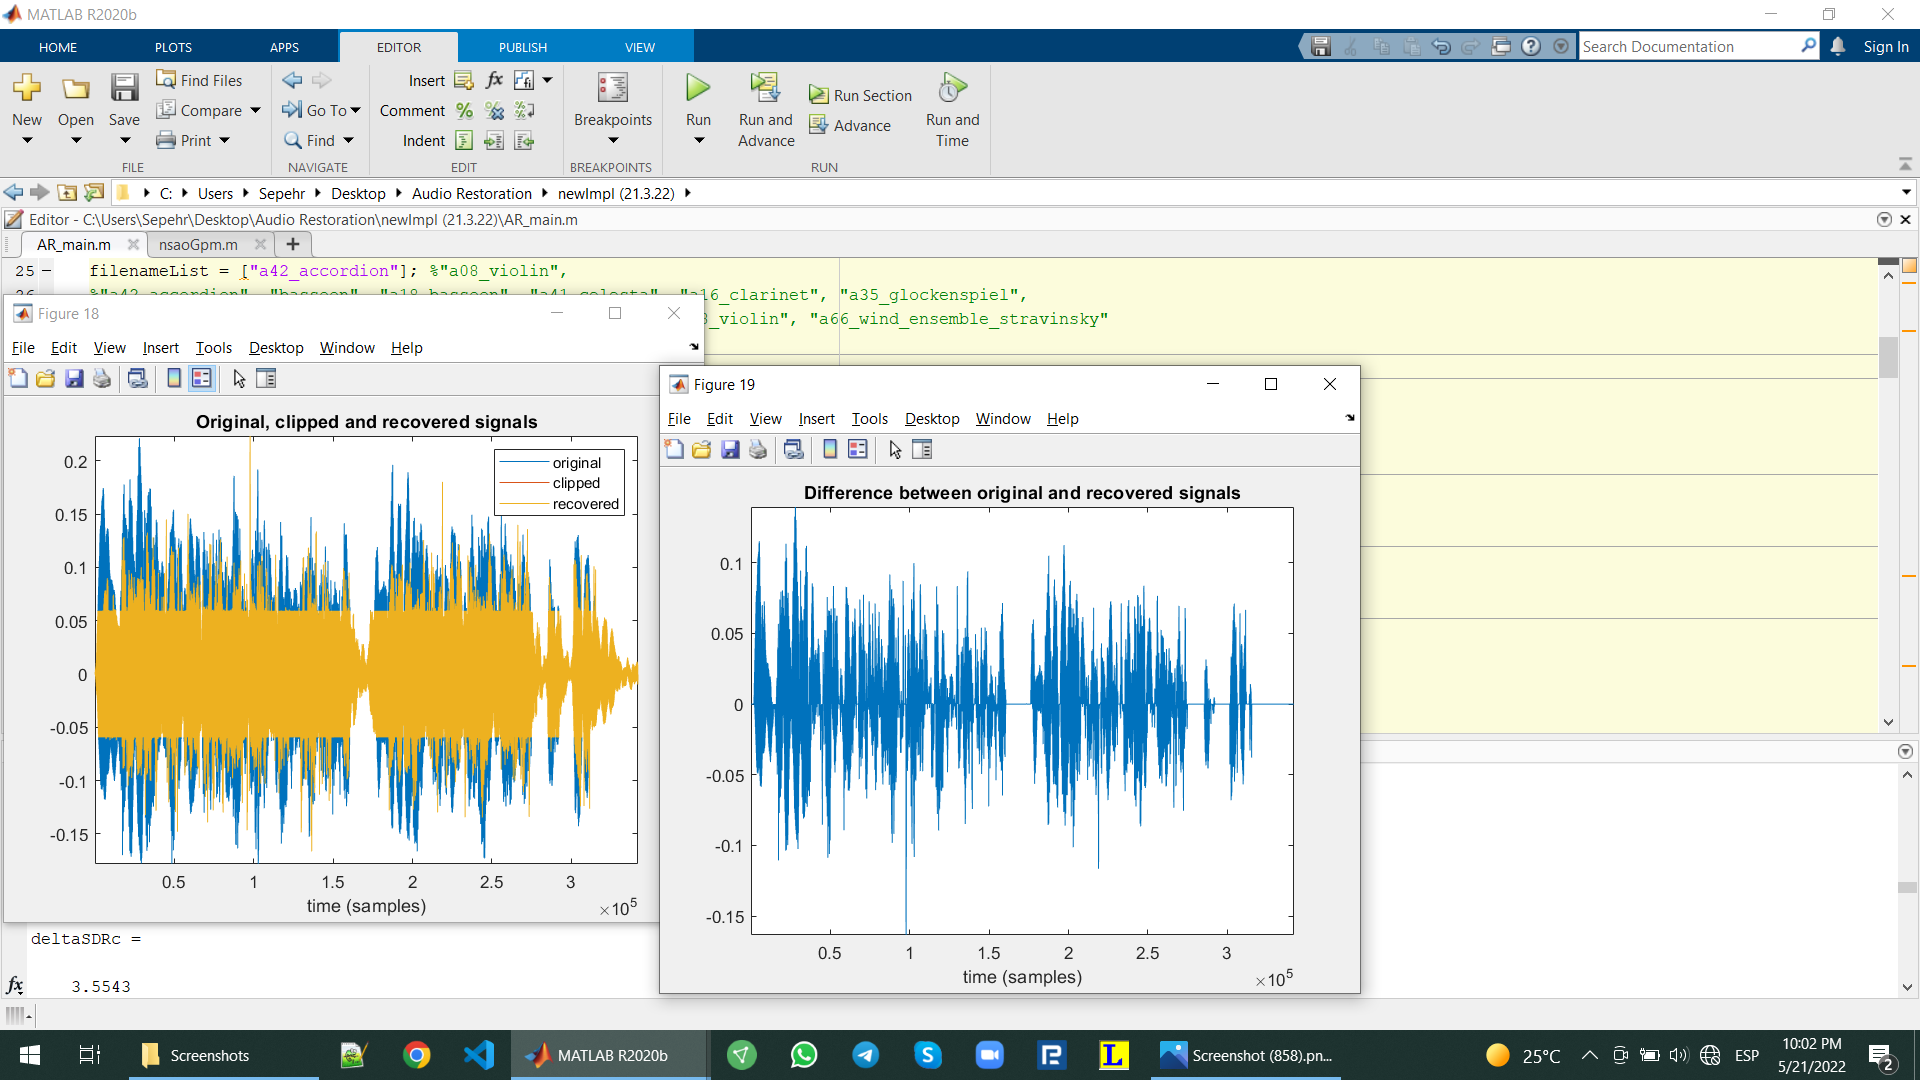 MATLAB R2020b
HOME PLOTS APPS EDITOR PUBLISH VIEW Search Documentation Sign In
New Open Save Find Files Compare Print FILE
Go To Find NAVIGATE
Insert Comment Indent fx fi EDIT
Breakpoints BREAKPOINTS
Run Run and Advance Run Section Advance Run and Time RUN
C: Users Sepehr Desktop Audio Restoration newImpl (21.3.22)
Editor - C:\Users\Sepehr\Desktop\Audio Restoration\newImpl (21.3.22)\AR_main.m
AR_main.m nsaoGpm.m
25 – filenameList = ["a42_accordion"]; %"a08_violin",
%"a42_accordion", "bassoon", "a18_bassoon", "a41_celesta", "a16_clarinet", "a35_glockenspiel",
_violin", "a66_wind_ensemble_stravinsky"
Figure 18
File Edit View Insert Tools Desktop Window Help
Original, clipped and recovered signals
original
clipped
recovered
0.2
0.15
0.1
0.05
0
-0.05
-0.1
-0.15
0.5 1 1.5 2 2.5 3
time (samples)
×10^5
Figure 19
File Edit View Insert Tools Desktop Window Help
Difference between original and recovered signals
0.1
0.05
0
-0.05
-0.1
-0.15
0.5 1 1.5 2 2.5 3
time (samples)
×10^5
deltaSDRc =
fx 3.5543
Screenshots MATLAB R2020b Screenshot (858).pn... 25°C ESP 10:02 PM
5/21/2022
2